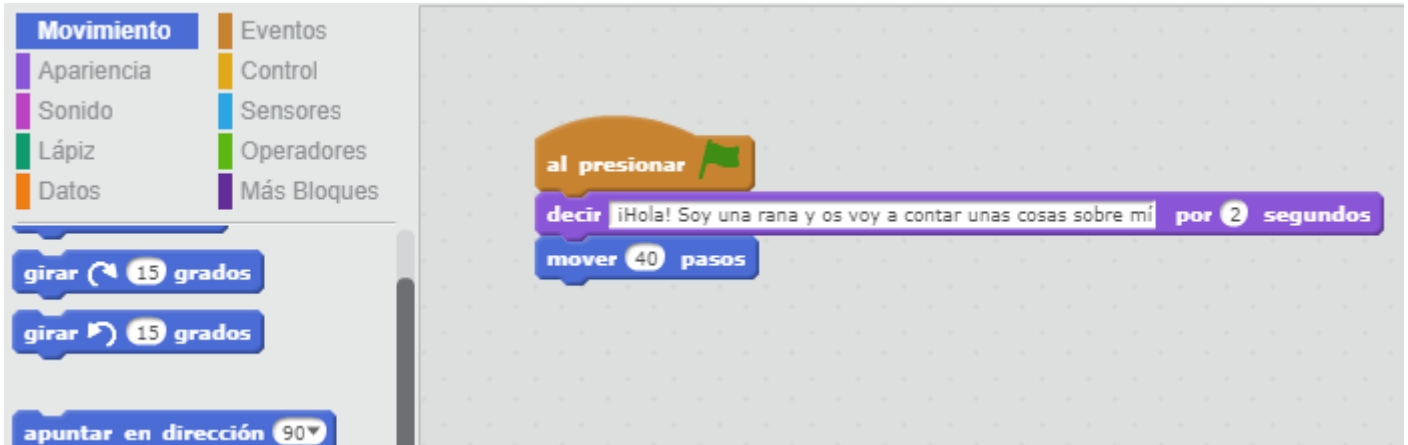 Movimiento
Eventos
Apariencia
Control
Sonido
Sensores
Lápiz
Operadores
Datos
Más Bloques
girar 15 grados
girar 15 grados
apuntar en dirección 90
al presionar
decir ¡Hola! Soy una rana y os voy a contar unas cosas sobre mí por 2 segundos
mover 40 pasos